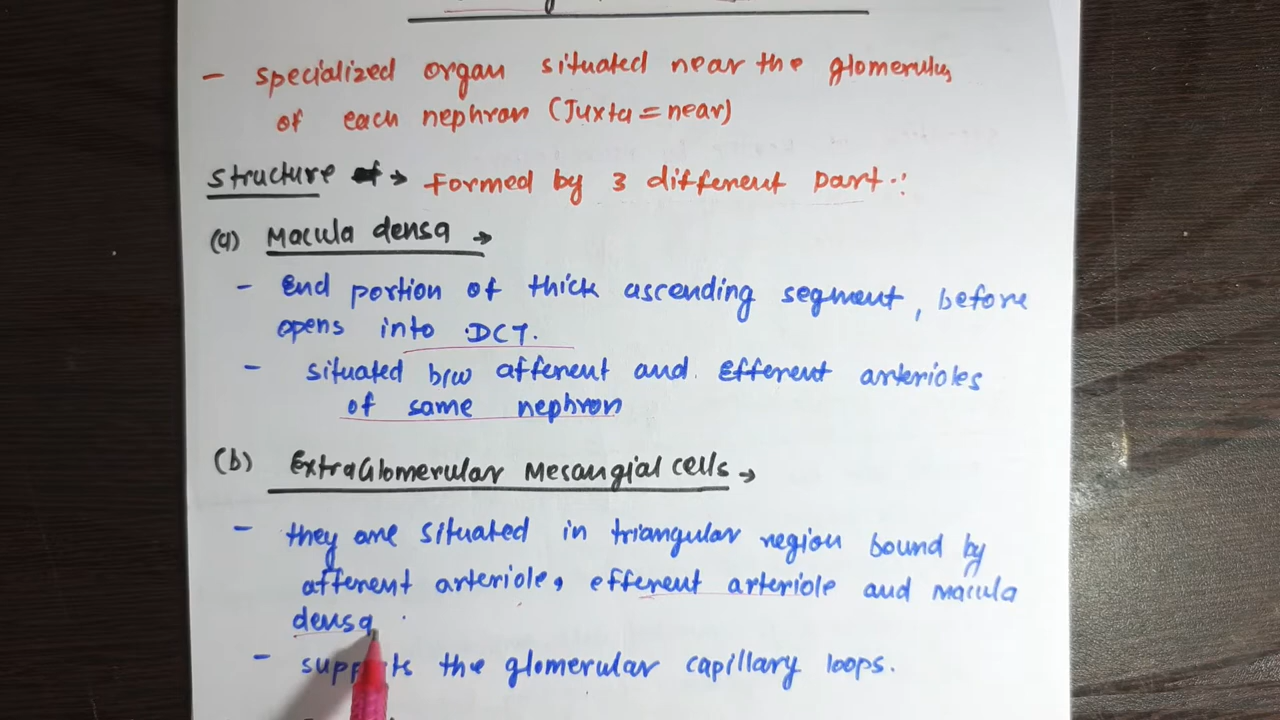 - specialized organ situated near the glomerulus
of each nephron (Juxta = near)
structure of → Formed by 3 different part :
(a) Macula densa →
- End portion of thick ascending segment, before
opens into DCT.
- situated b/w afferent and Efferent arterioles
of same nephron
(b) ExtraGlomerular Mesangial cells →
- they are situated in triangular region bound by
afferent arteriole, efferent arteriole and macula
densa.
- supports the glomerular capillary loops.